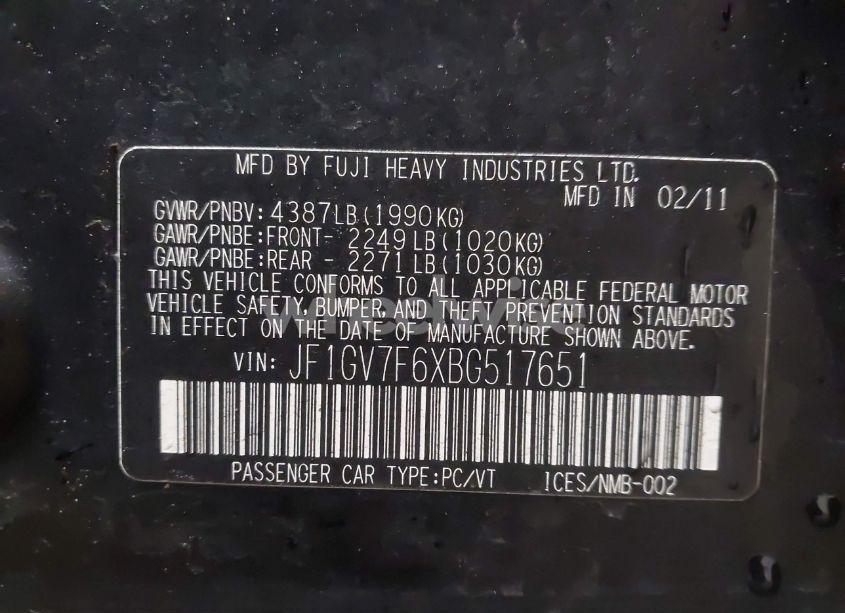 MFD BY FUJI HEAVY INDUSTRIES LTD.
MFD IN 02/11
GVWR/PNBV: 4387LB(1990KG)
GAWR/PNBE:FRONT- 2249LB(1020KG)
GAWR/PNBE:REAR - 2271LB(1030KG)
THIS VEHICLE CONFORMS TO ALL APPLICABLE FEDERAL MOTOR
VEHICLE SAFETY, BUMPER, AND THEFT PREVENTION STANDARDS
IN EFFECT ON THE DATE OF MANUFACTURE SHOWN ABOVE.
VIN: JF1GV7F6XBG517651
PASSENGER CAR TYPE:PC/VT ICES/NMB-002